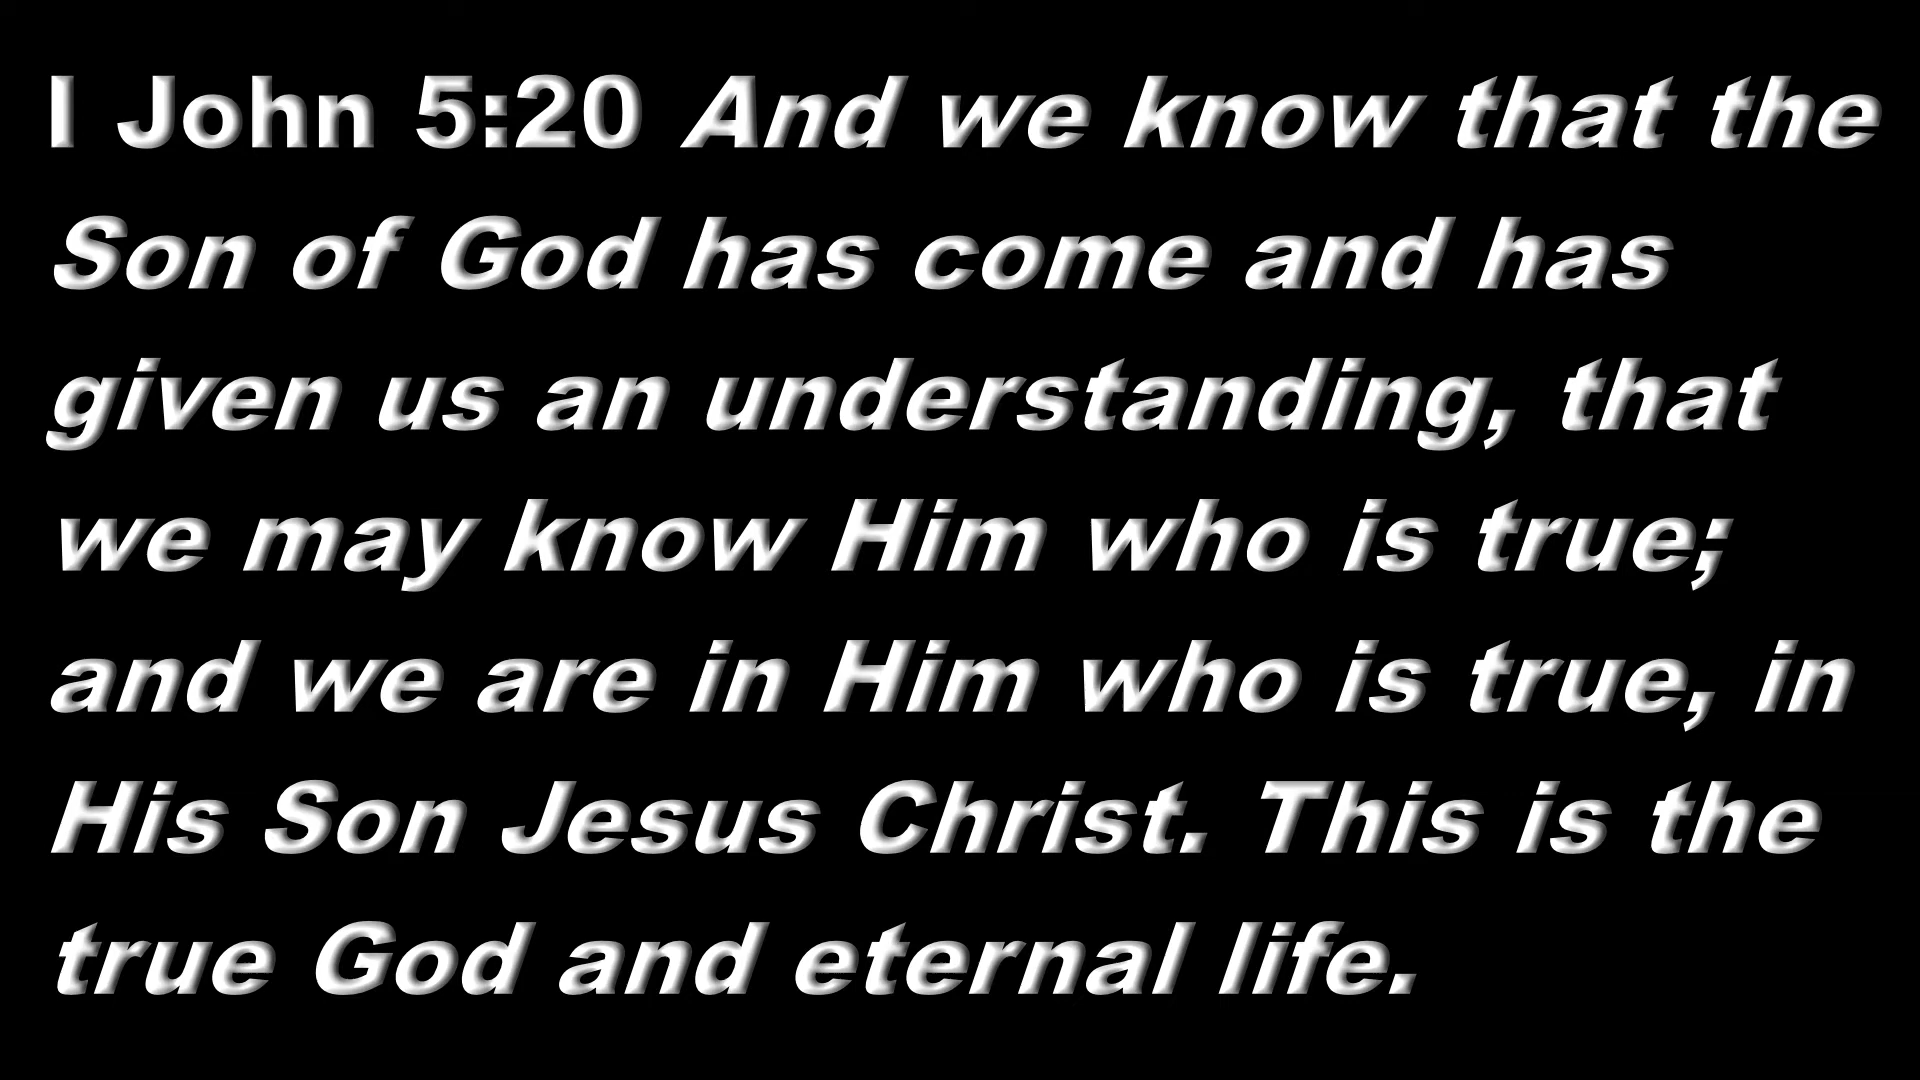 I John 5:20 And we know that the
Son of God has come and has
given us an understanding, that
we may know Him who is true;
and we are in Him who is true, in
His Son Jesus Christ. This is the
true God and eternal life.